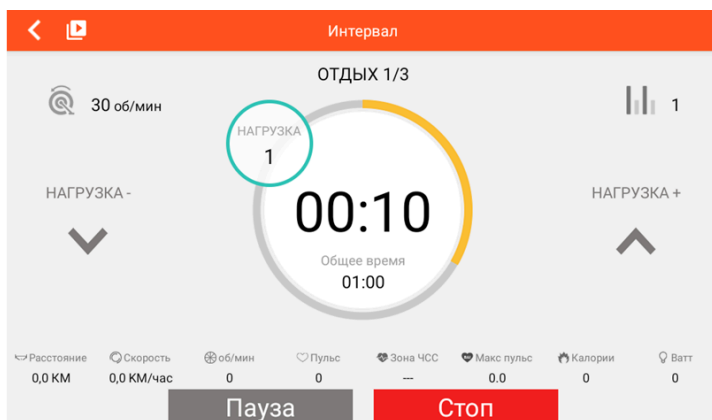 Интервал
ОТДЫХ 1/3
30 об/мин
1
НАГРУЗКА
1
НАГРУЗКА -
НАГРУЗКА +
00:10
Общее время
01:00
Расстояние Скорость об/мин Пульс Зона ЧСС Макс пульс Калории Ватт
0,0 КМ 0,0 КМ/час 0 0 --- 0.0 0 0
Пауза Стоп